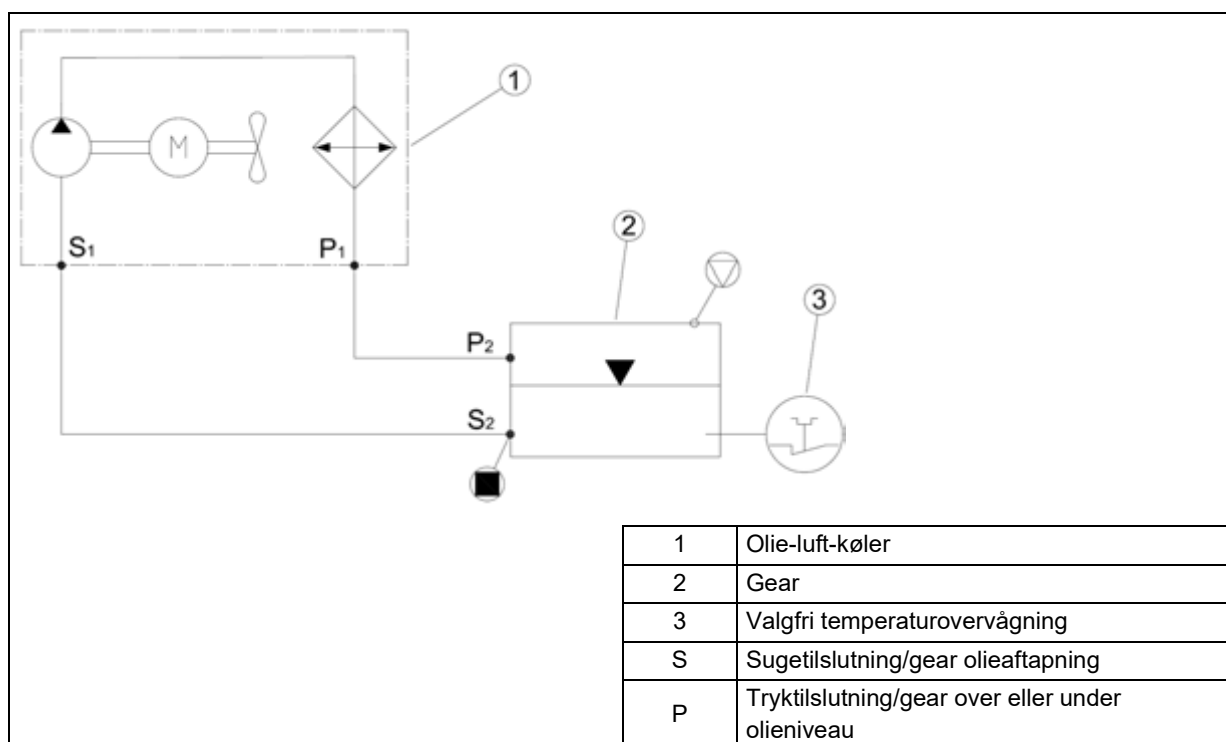 1
M
S1
P1
2
3
P2
S2
1 Olie-luft-køler
2 Gear
3 Valgfri temperaturovervågning
S Sugetilslutning/gear olieaftapning
P Tryktilslutning/gear over eller under
olieniveau